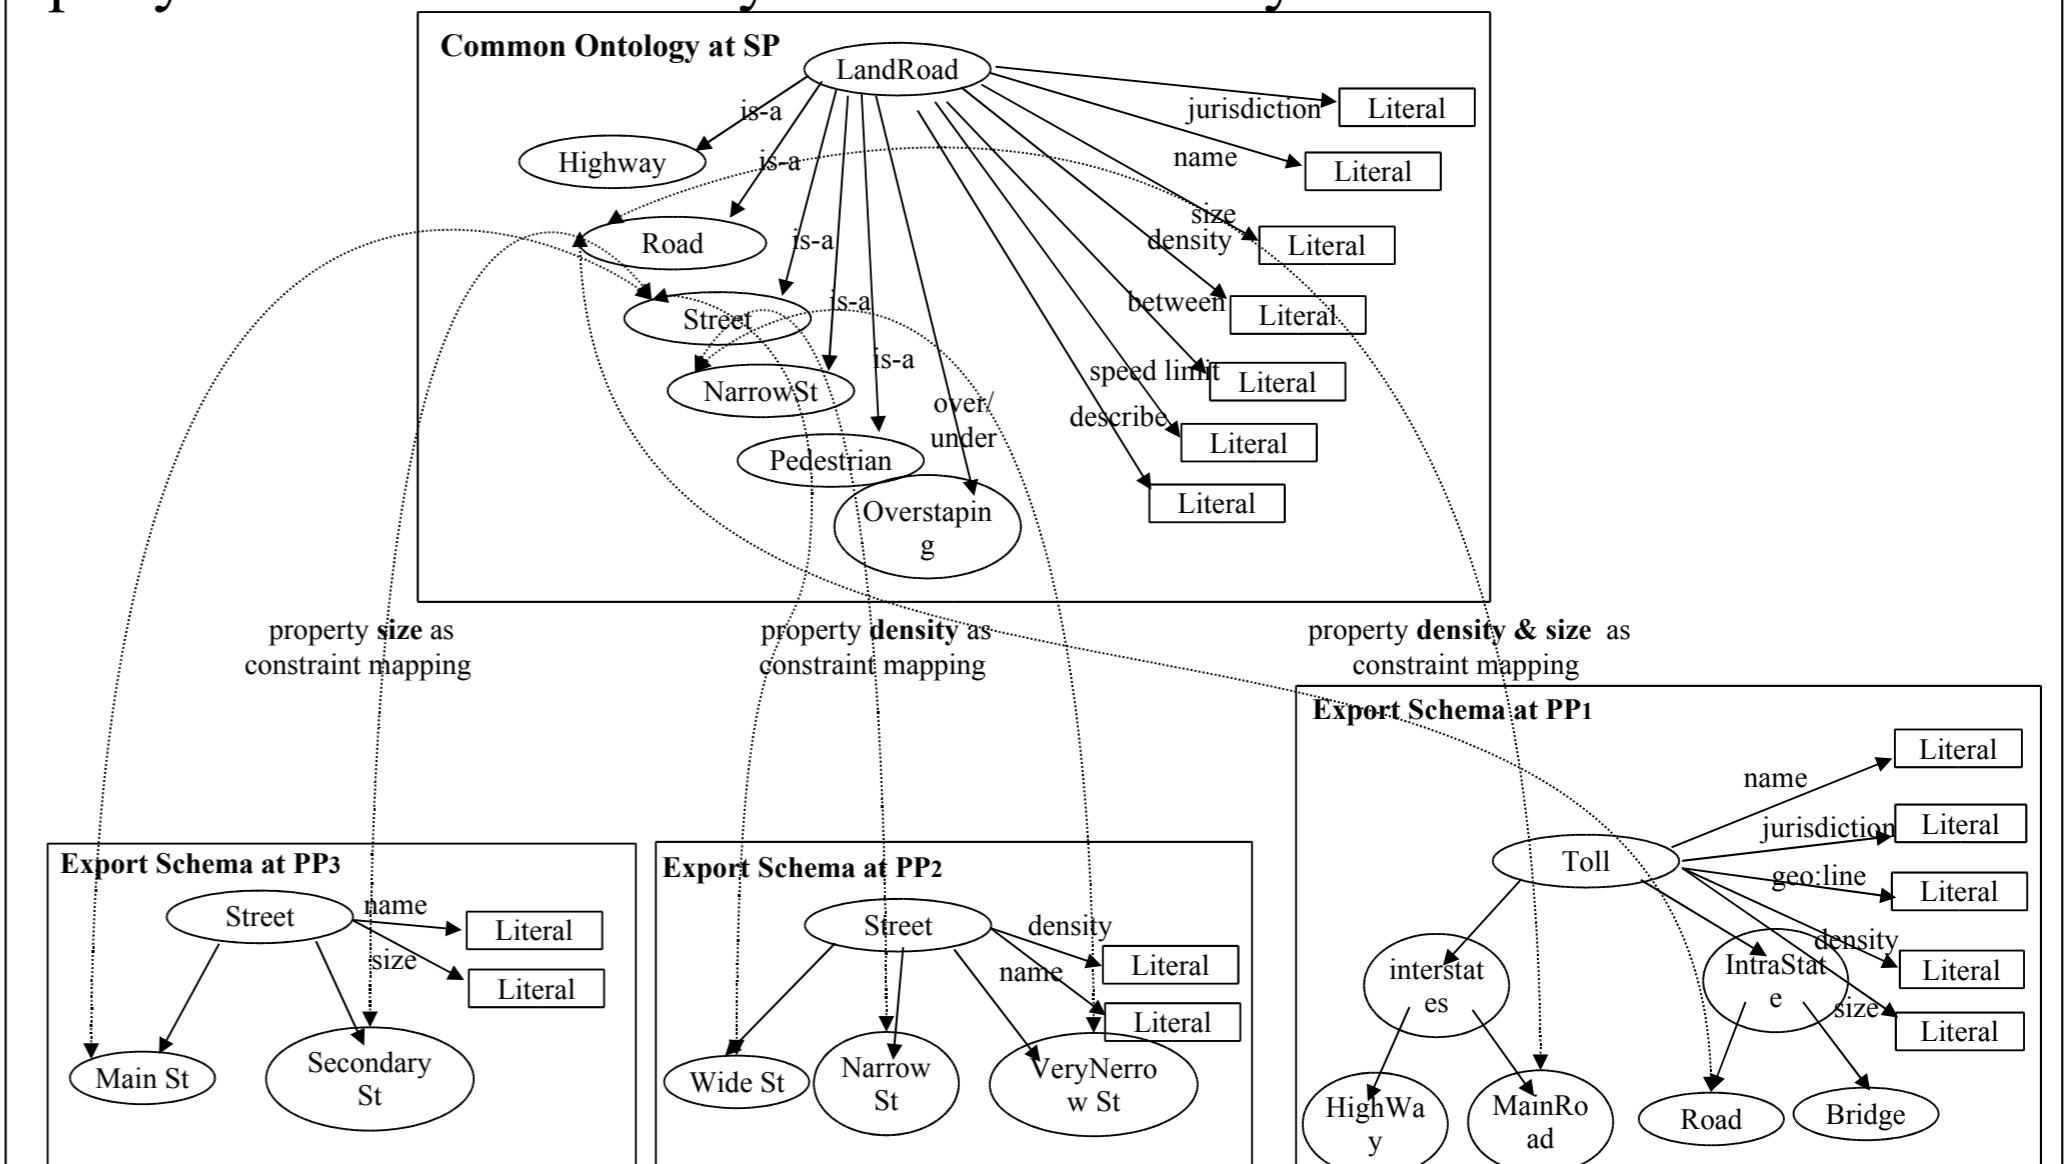 Common Ontology at SP
LandRoad
is-a
jurisdiction
Literal
Highway
is-a
name
Literal
Road
is-a
size
density
Literal
Street
is-a
between
Literal
NarrowSt
is-a
speed limit
Literal
over/
under
describe
Literal
Pedestrian
Overstapin
g
Literal
property size as
constraint mapping
property density as
constraint mapping
property density & size as
constraint mapping
Export Schema at PP3
Street
name
Literal
size
Literal
Main St
Secondary
St
Export Schema at PP2
Street
density
Literal
name
Literal
Wide St
Narrow
St
VeryNerro
w St
Export Schema at PP1
name
Literal
jurisdiction
Literal
Toll
geo:line
Literal
density
Literal
interstat
es
IntraStat
e
size
Literal
HighWa
y
MainRo
ad
Road
Bridge